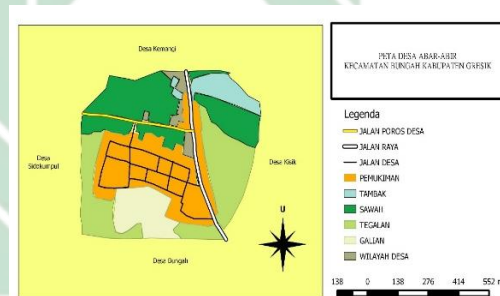 Desa Kemangi
Desa
Sidokumpul
Desa Kisik
Desa Bungah
PETA DESA ABAR-ABIR
KECAMATAN BUNGAH KABUPATEN GRESIK
Legenda
JALAN POROS DESA
JALAN RAYA
JALAN DESA
PEMUKIMAN
TAMBAK
SAWAH
TEGALAN
GALIAN
WILAYAH DESA
U
138 0 138 276 414 552 m